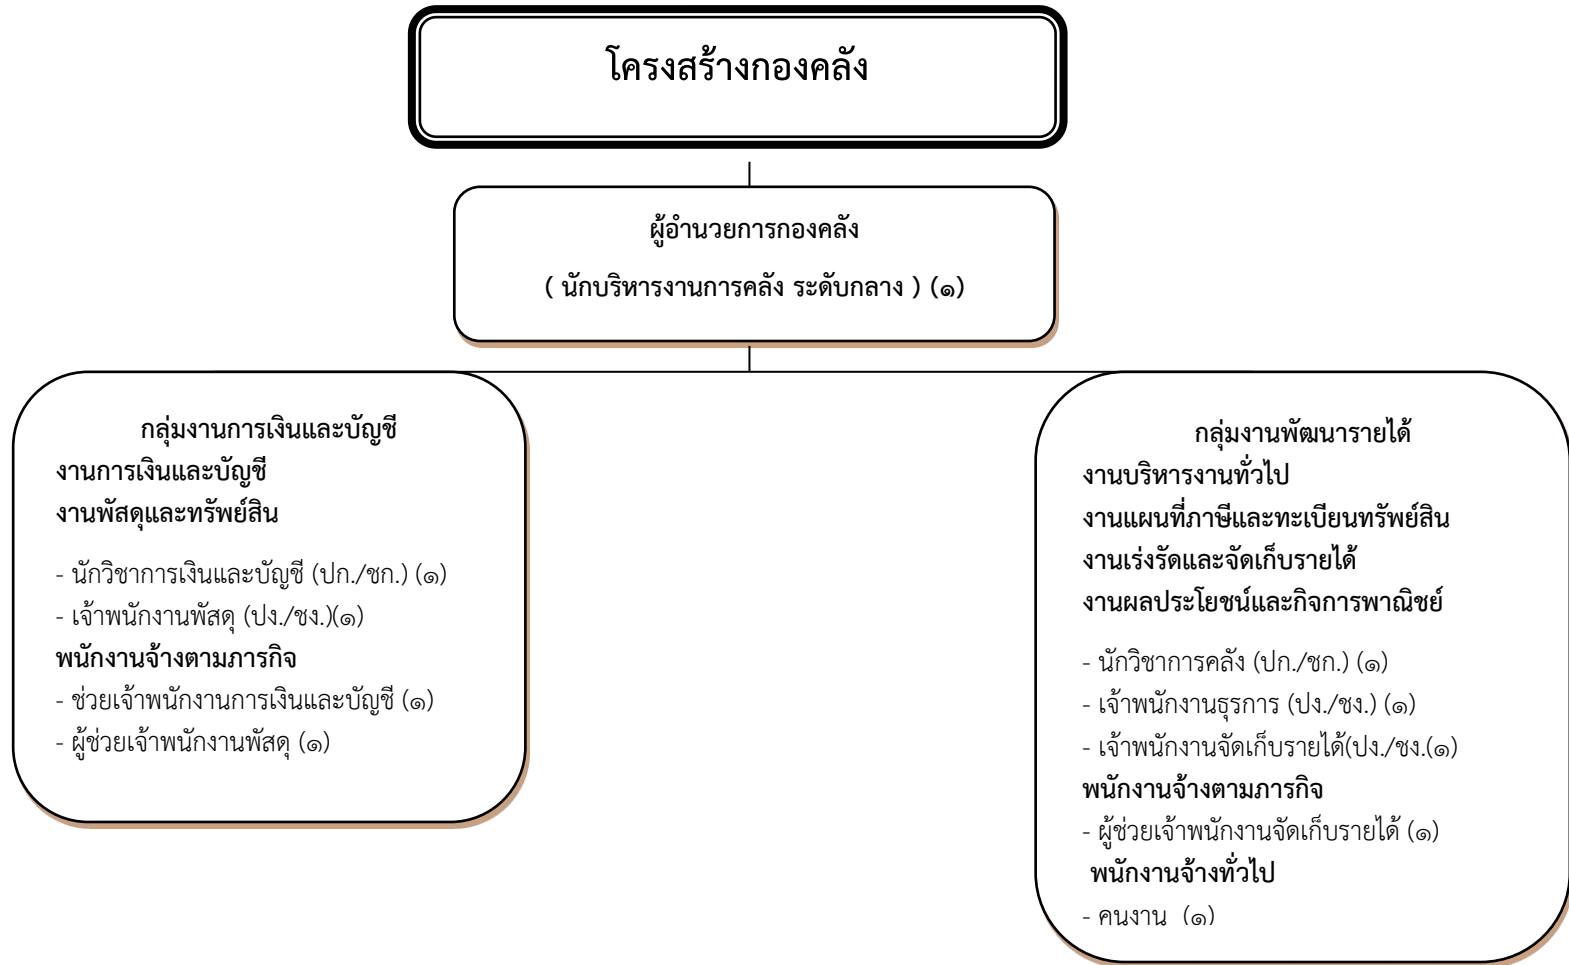 โครงสร้างกองคลัง
ผู้อำนวยการกองคลัง
( นักบริหารงานการคลัง ระดับกลาง ) (๑)
กลุ่มงานการเงินและบัญชี
งานการเงินและบัญชี
งานพัสดุและทรัพย์สิน
- นักวิชาการเงินและบัญชี (ปก./ชก.) (๑)
- เจ้าพนักงานพัสดุ (ปง./ชง.)(๑)
พนักงานจ้างตามภารกิจ
- ช่วยเจ้าพนักงานการเงินและบัญชี (๑)
- ผู้ช่วยเจ้าพนักงานพัสดุ (๑)
กลุ่มงานพัฒนารายได้
งานบริหารงานทั่วไป
งานแผนที่ภาษีและทะเบียนทรัพย์สิน
งานเร่งรัดและจัดเก็บรายได้
งานผลประโยชน์และกิจการพาณิชย์
- นักวิชาการคลัง (ปก./ชก.) (๑)
- เจ้าพนักงานธุรการ (ปง./ชง.) (๑)
- เจ้าพนักงานจัดเก็บรายได้(ปง./ชง.(๑)
พนักงานจ้างตามภารกิจ
- ผู้ช่วยเจ้าพนักงานจัดเก็บรายได้ (๑)
พนักงานจ้างทั่วไป
- คนงาน (๑)